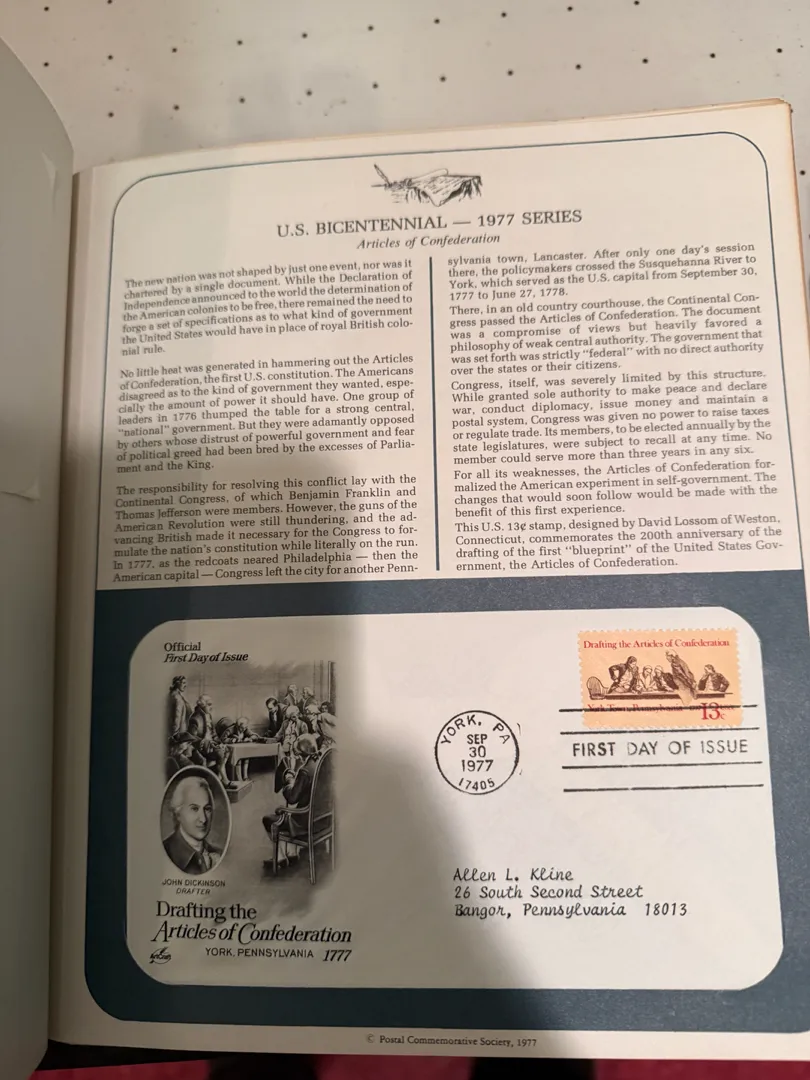 U.S. BICENTENNIAL — 1977 SERIES
Articles of Confederation
The new nation was not shaped by just one event, nor was it
chartered by a single document. While the Declaration of
Independence announced to the world the determination of
the American colonies to be free, there remained the need to
forge a set of specifications as to what kind of government
the United States would have in place of royal British colo-
nial rule.
No little heat was generated in hammering out the Articles
of Confederation, the first U.S. constitution. The Americans
disagreed as to the kind of government they wanted, espe-
cially the amount of power it should have. One group of
leaders in 1776 thumped the table for a strong central,
"national" government. But they were adamantly opposed
by others whose distrust of powerful government and fear
of political greed had been bred by the excesses of Parlia-
ment and the King.
The responsibility for resolving this conflict lay with the
Continental Congress, of which Benjamin Franklin and
Thomas Jefferson were members. However, the guns of the
American Revolution were still thundering, and the ad-
vancing British made it necessary for the Congress to for-
mulate the nation's constitution while literally on the run.
In 1777, as the redcoats neared Philadelphia — then the
American capital — Congress left the city for another Penn-
sylvania town, Lancaster. After only one day's session
there, the policymakers crossed the Susquehanna River to
York, which served as the U.S. capital from September 30,
1777 to June 27, 1778.
There, in an old country courthouse, the Continental Con-
gress passed the Articles of Confederation. The document
was a compromise of views but heavily favored a
philosophy of weak central authority. The government that
was set forth was strictly "federal" with no direct authority
over the states or their citizens.
Congress, itself, was severely limited by this structure.
While granted sole authority to make peace and declare
war, conduct diplomacy, issue money and maintain a
postal system, Congress was given no power to raise taxes
or regulate trade. Its members, to be elected annually by the
state legislatures, were subject to recall at any time. No
member could serve more than three years in any six.
For all its weaknesses, the Articles of Confederation for-
malized the American experiment in self-government. The
changes that would soon follow would be made with the
benefit of this first experience.
This U.S. 13¢ stamp, designed by David Lossom of Weston,
Connecticut, commemorates the 200th anniversary of the
drafting of the first "blueprint" of the United States Gov-
ernment, the Articles of Confederation.
Official
First Day of Issue
Drafting the Articles of Confederation
York Town, Pennsylvania
13c
YORK, PA
SEP
30
1977
17405
FIRST DAY OF ISSUE
JOHN DICKINSON
DRAFTER
Drafting the
Articles of Confederation
YORK, PENNSYLVANIA 1777
Allen L. Kline
26 South Second Street
Bangor, Pennsylvania 18013
© Postal Commemorative Society, 1977